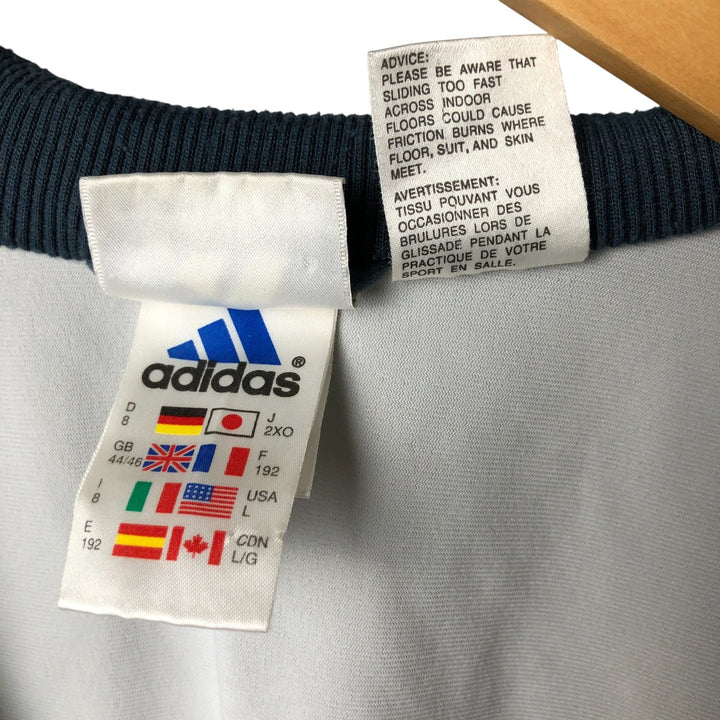 ADVICE:
PLEASE BE AWARE THAT
SLIDING TOO FAST
ACROSS INDOOR
FLOORS COULD CAUSE
FRICTION BURNS WHERE
FLOOR, SUIT, AND SKIN
MEET.
AVERTISSEMENT:
TISSU POUVANT VOUS
OCCASIONNER DES
BRULURES LORS DE
GLISSADE PENDANT LA
PRACTIQUE DE VOTRE
SPORT EN SALLE.
adidas®
D J
8 2XO
GB F
44/46 192
I USA
8 L
E CDN
192 L/G